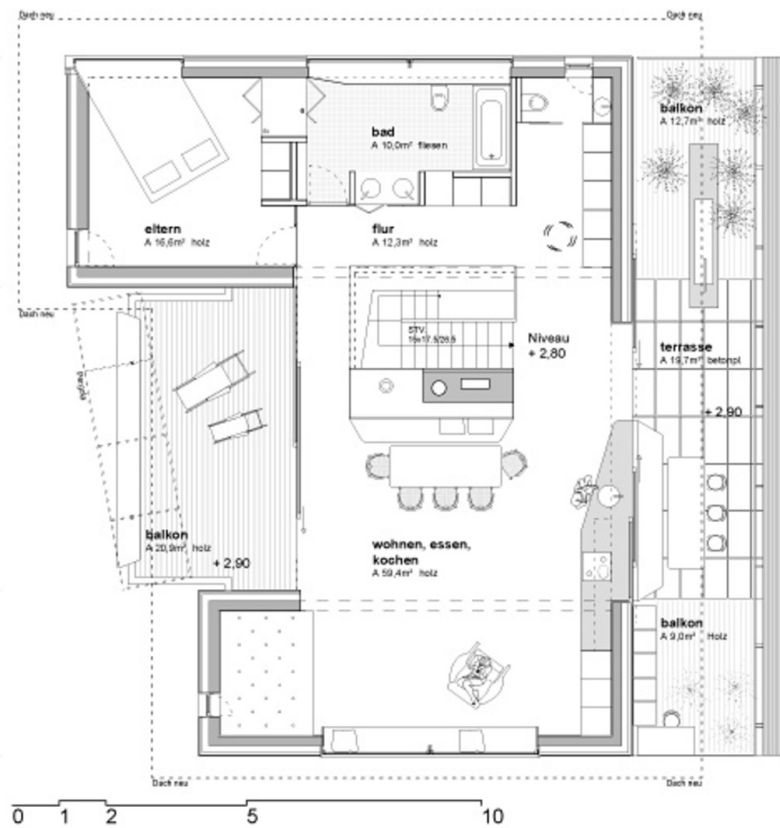 Dach neu
Dach neu
balkon
A 12,7m² holz
bad
A 10,0m² fliesen
eltern
A 16,6m² holz
flur
A 12,3m² holz
Dach neu
STV.
Niveau
+ 2,80
terrasse
A 19,7m² betonpl
+ 2,90
balkon
A 20,9m² holz
+ 2,90
wohnen, essen,
kochen
A 59,4m² holz
balkon
A 9,0m² Holz
Dach neu
Dach neu
0 1 2 5 10